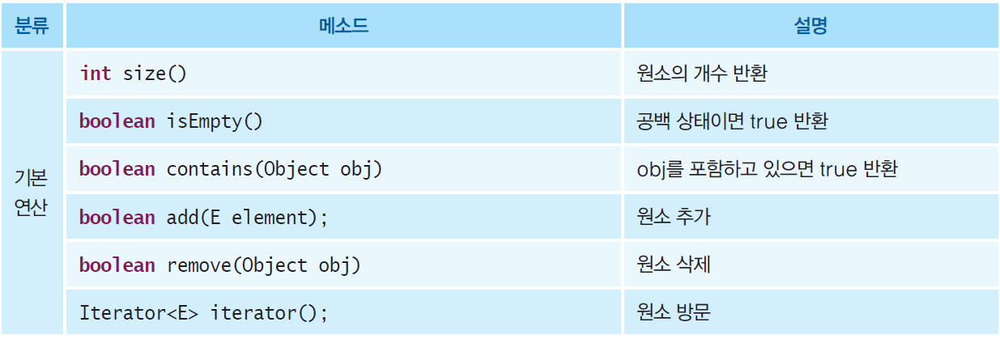 분류 메소드 설명
기본
연산
int size() 원소의 개수 반환
boolean isEmpty() 공백 상태이면 true 반환
boolean contains(Object obj) obj를 포함하고 있으면 true 반환
boolean add(E element); 원소 추가
boolean remove(Object obj) 원소 삭제
Iterator<E> iterator(); 원소 방문